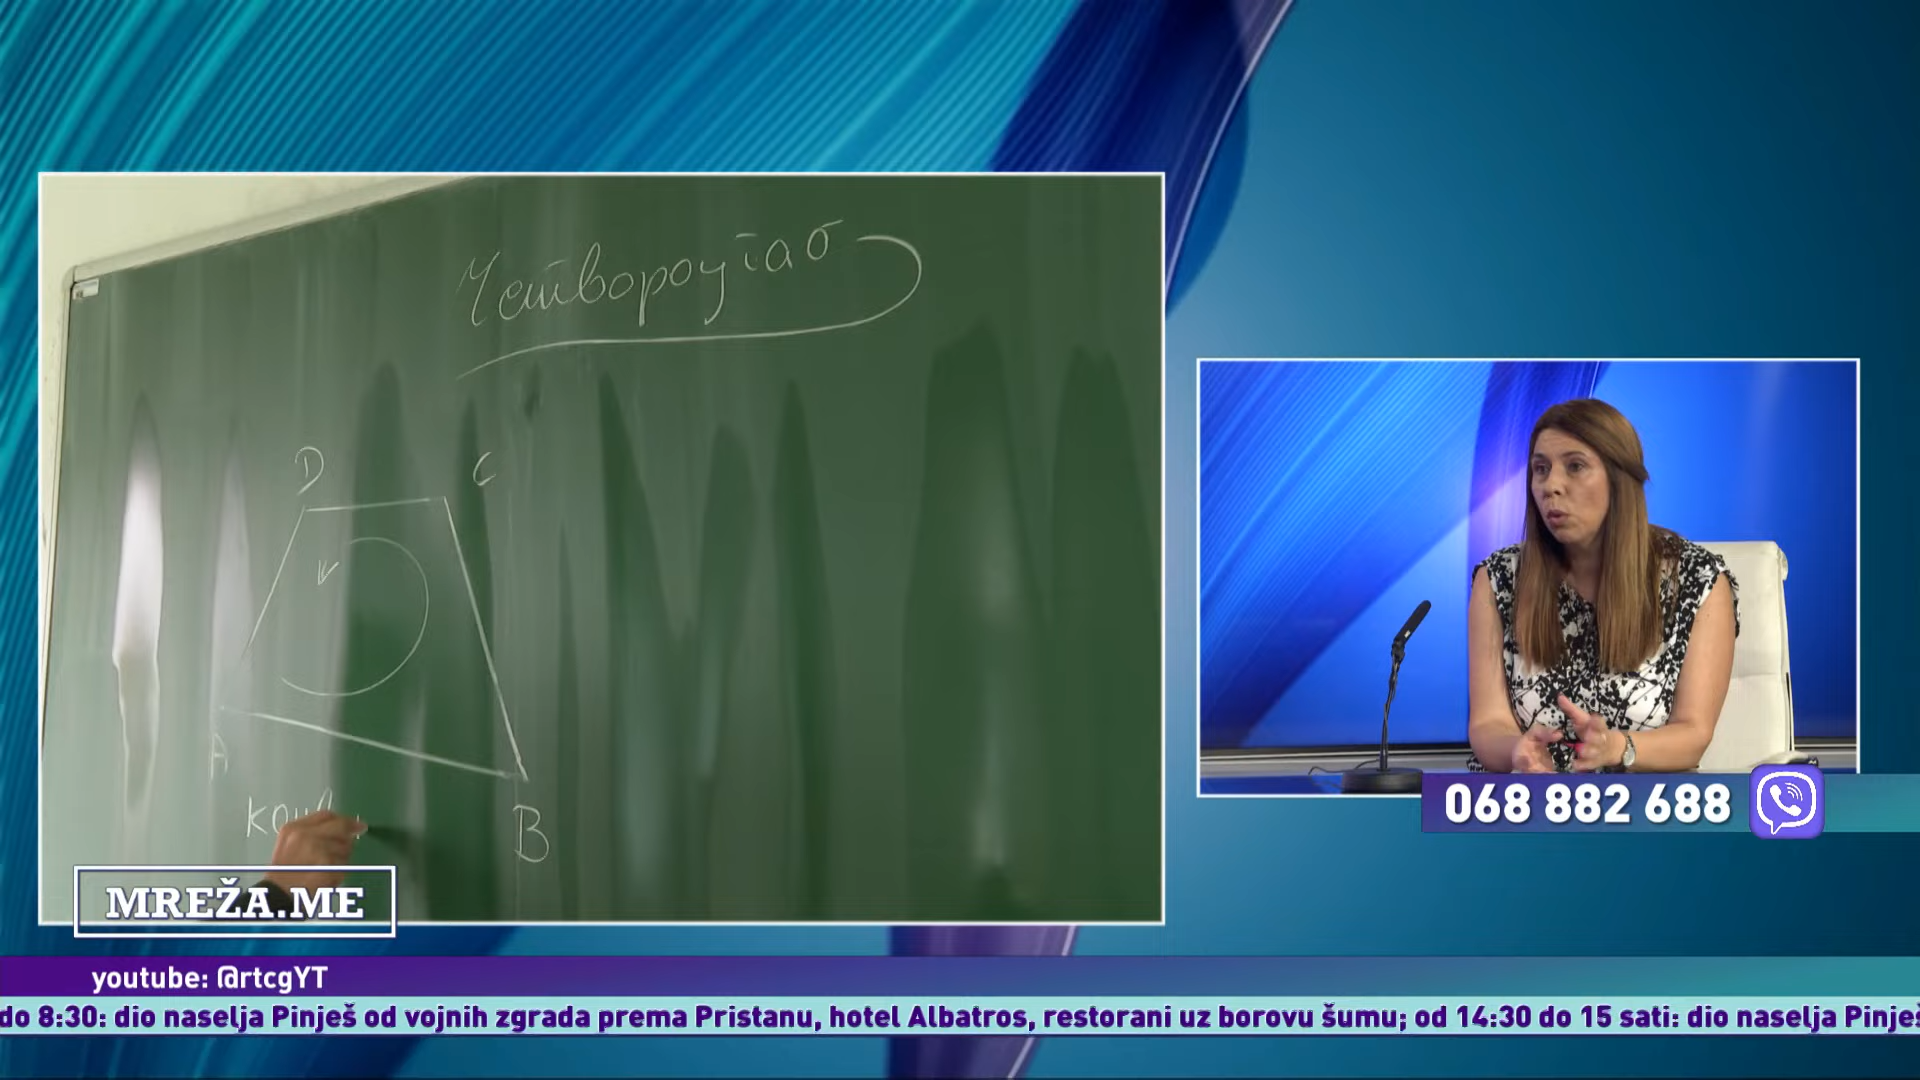 Четвороугао
D
C
A
B
MREŽA.ME
068 882 688
youtube: @rtcgYT
do 8:30: dio naselja Pinješ od vojnih zgrada prema Pristanu, hotel Albatros, restorani uz borovu šumu; od 14:30 do 15 sati: dio naselja Pinješ